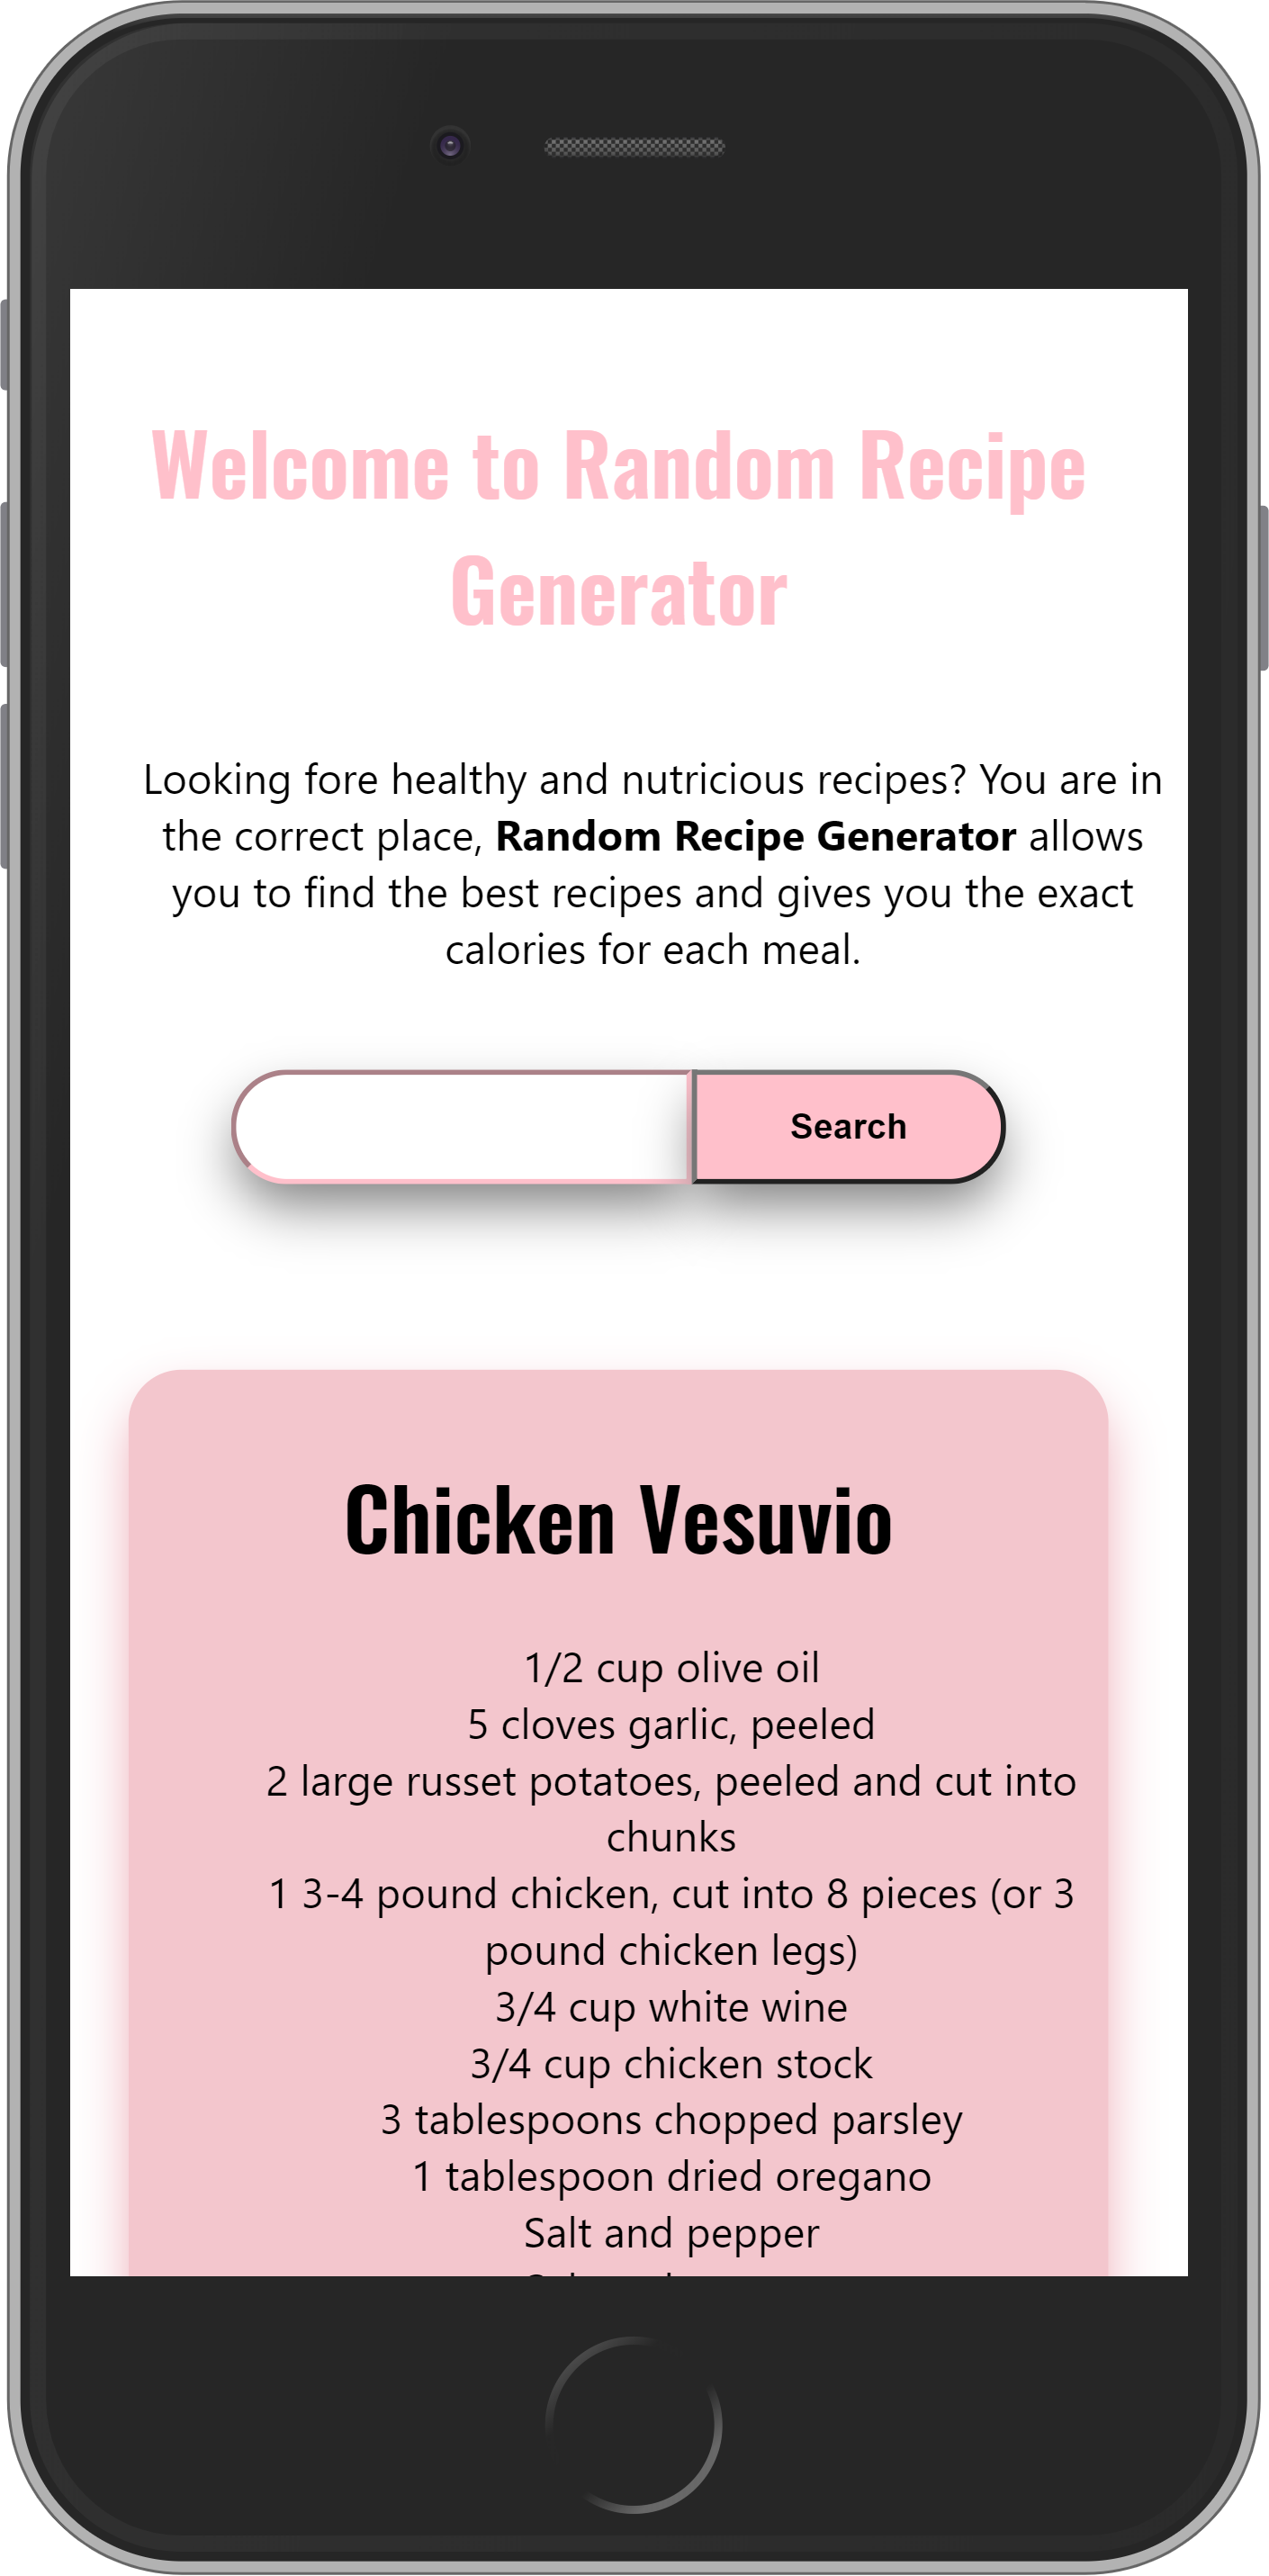 Welcome to Random Recipe
Generator
Looking fore healthy and nutricious recipes? You are in
the correct place, Random Recipe Generator allows
you to find the best recipes and gives you the exact
calories for each meal.
Search
Chicken Vesuvio
1/2 cup olive oil
5 cloves garlic, peeled
2 large russet potatoes, peeled and cut into
chunks
1 3-4 pound chicken, cut into 8 pieces (or 3
pound chicken legs)
3/4 cup white wine
3/4 cup chicken stock
3 tablespoons chopped parsley
1 tablespoon dried oregano
Salt and pepper